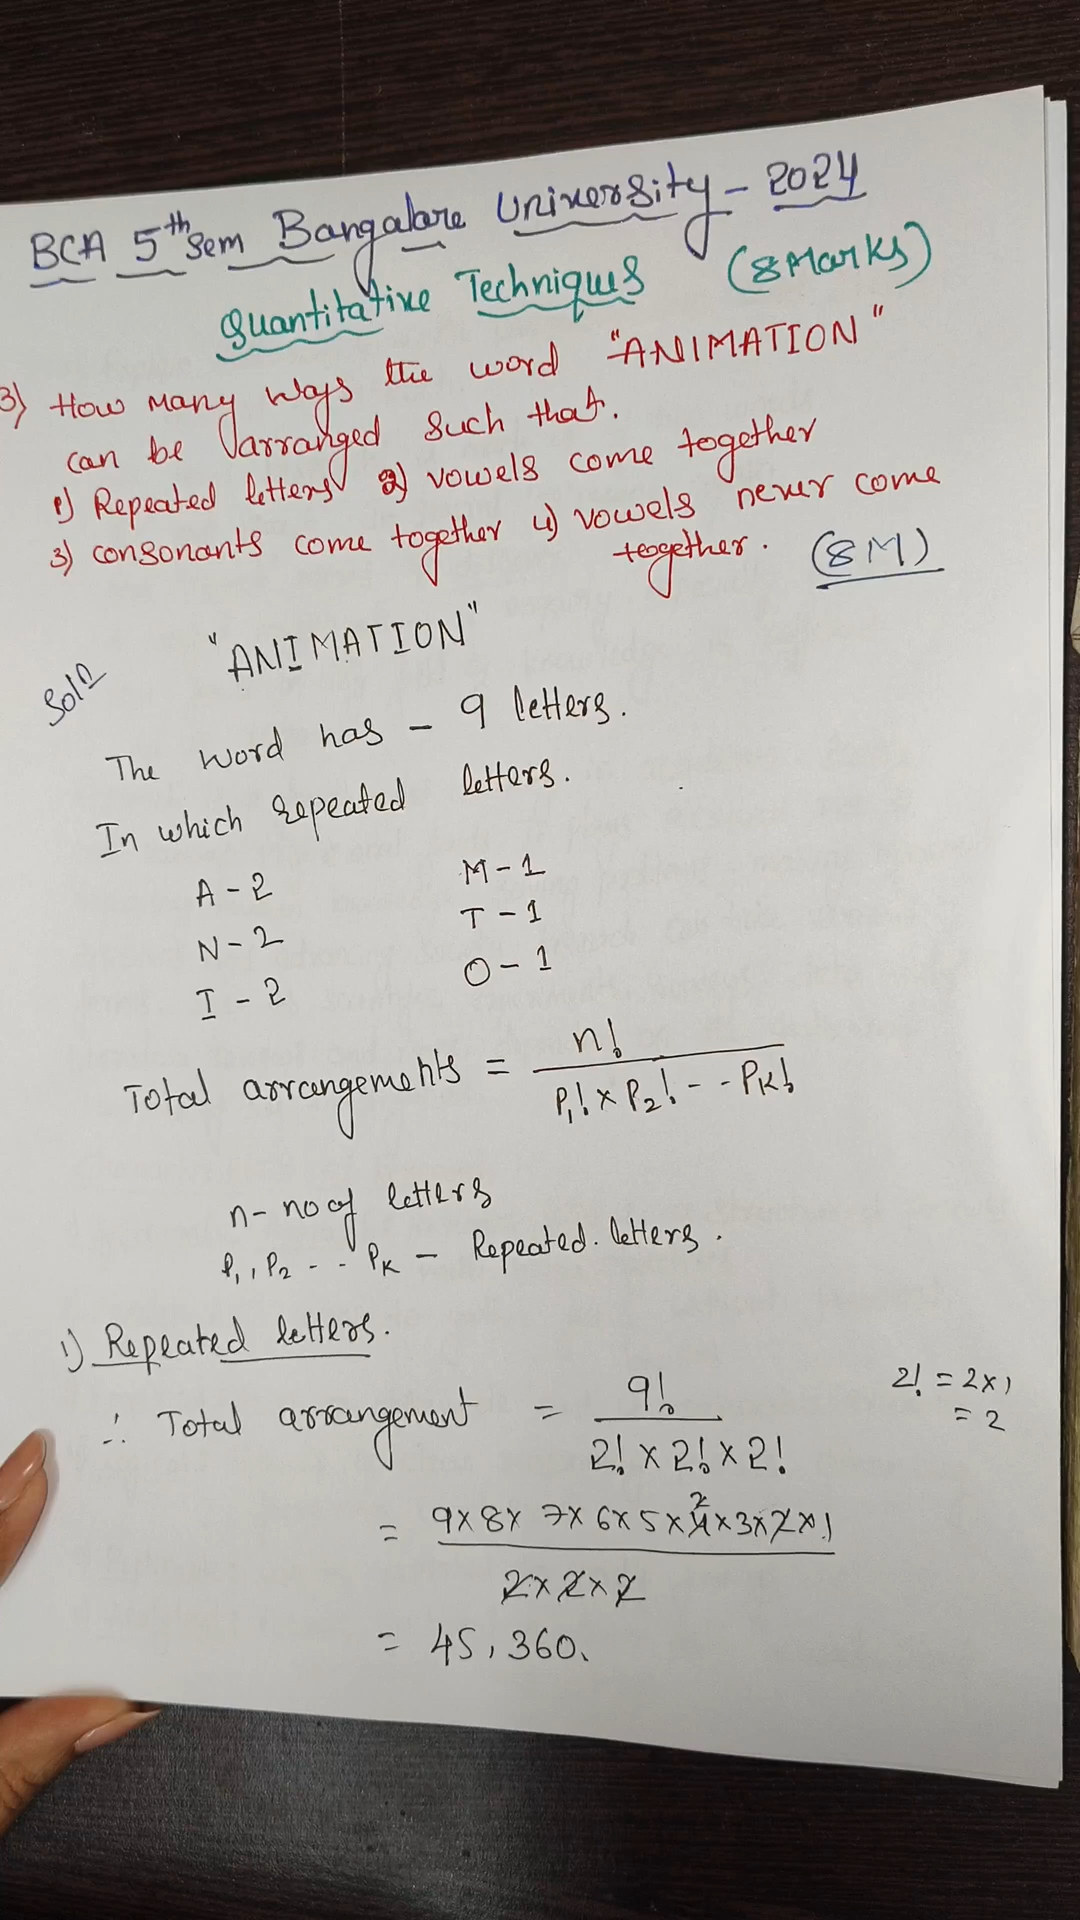 BCA 5th Sem Bangalore University - 2024
Quantitative Techniques (8 Marks)
3) How many ways the word "ANIMATION"
can be arranged such that.
1) Repeated letters 2) vowels come together
3) consonants come together 4) vowels never come
together. (8M)
Soln "ANIMATION"
The word has - 9 letters.
In which repeated letters.
A - 2 M - 1
N - 2 T - 1
I - 2 O - 1
Total arrangements = n! / P1! x P2! - - PK!
n - no of letters
P1, P2 - - PK - Repeated. letters.
1) Repeated letters.
∴ Total arrangement = 9! / 2! x 2! x 2!
2! = 2x1
= 2
= 9x8x 7x 6x5x4x3x2x1 / 2x2x2
2
= 45,360.